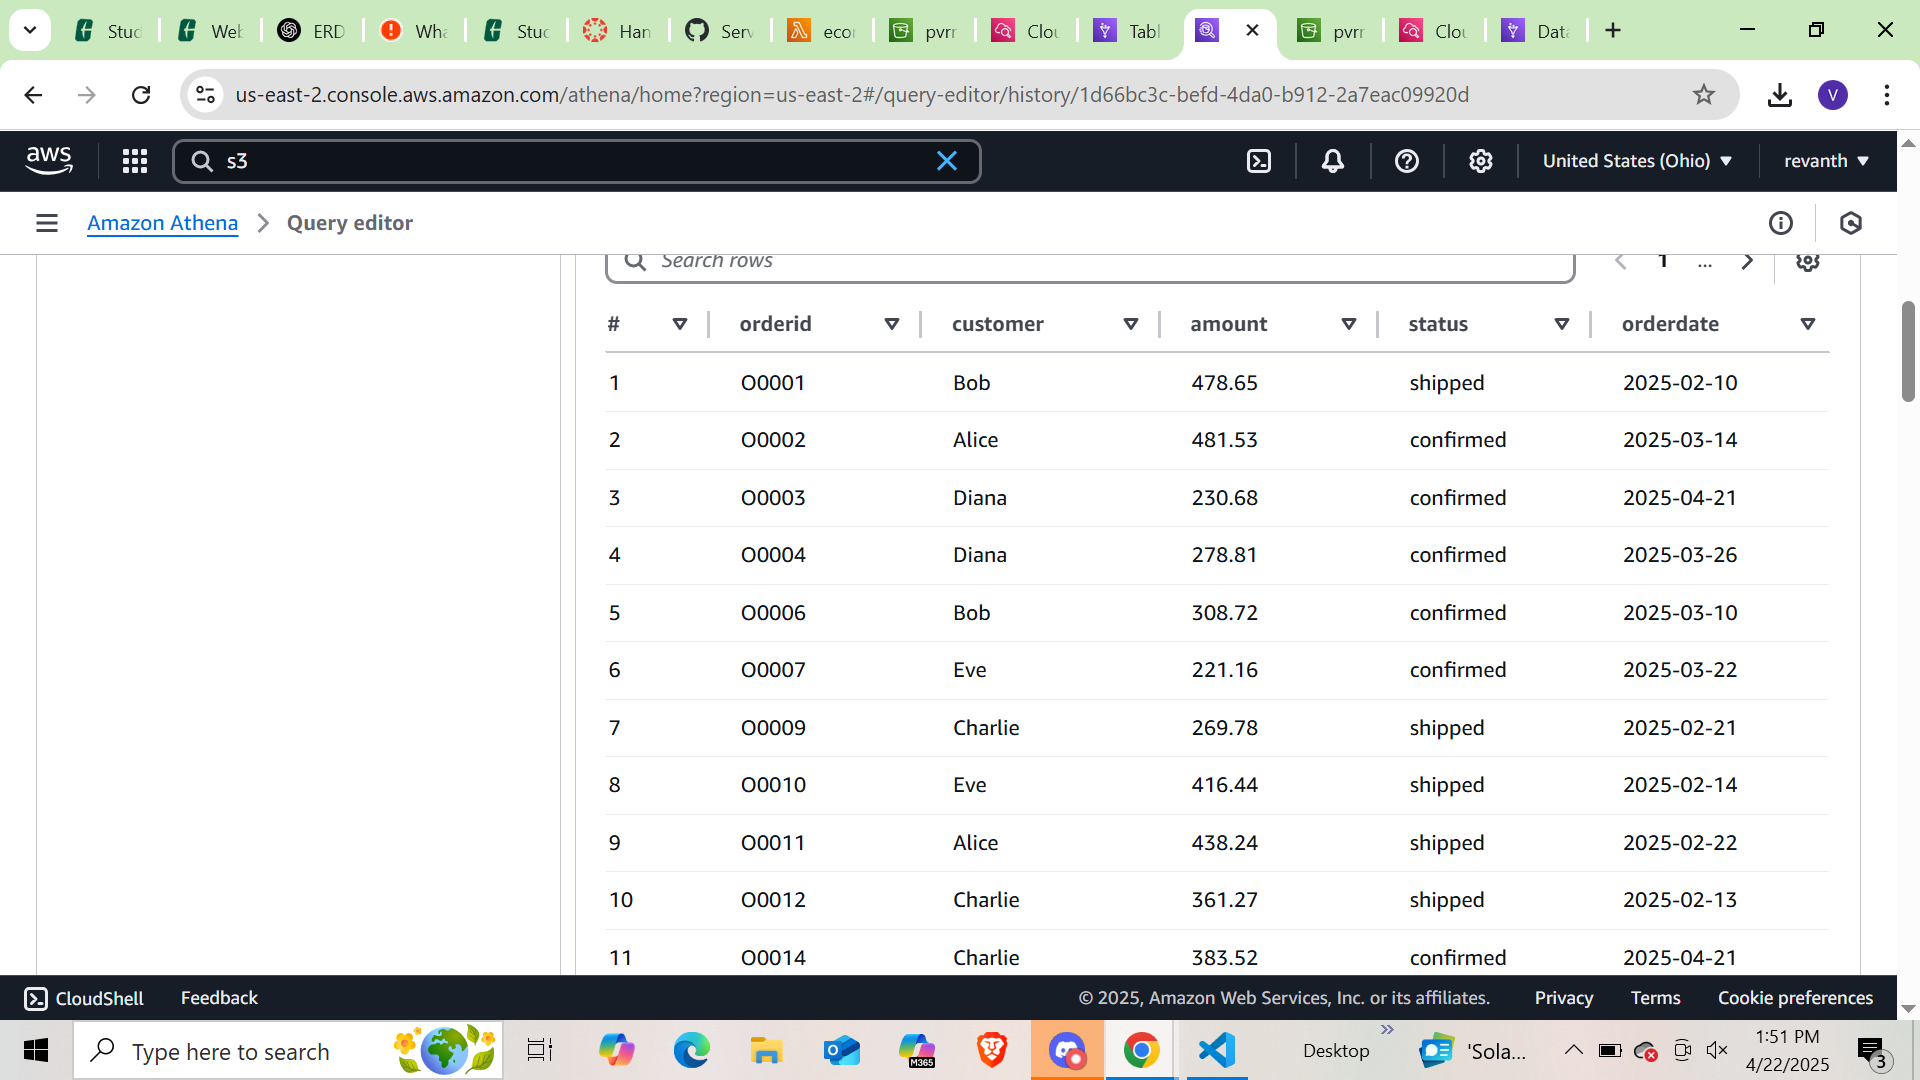 Stud
Web
ERD
Wha
Stud
Han
Serv
ecor
pvrr
Clou
Tabl
pvrr
Clou
Data
us-east-2.console.aws.amazon.com/athena/home?region=us-east-2#/query-editor/history/1d66bc3c-befd-4da0-b912-2a7eac09920d
V
aws
s3
United States (Ohio)
revanth
Amazon Athena
Query editor
Search rows
1
...
# orderid customer amount status orderdate
1 O0001 Bob 478.65 shipped 2025-02-10
2 O0002 Alice 481.53 confirmed 2025-03-14
3 O0003 Diana 230.68 confirmed 2025-04-21
4 O0004 Diana 278.81 confirmed 2025-03-26
5 O0006 Bob 308.72 confirmed 2025-03-10
6 O0007 Eve 221.16 confirmed 2025-03-22
7 O0009 Charlie 269.78 shipped 2025-02-21
8 O0010 Eve 416.44 shipped 2025-02-14
9 O0011 Alice 438.24 shipped 2025-02-22
10 O0012 Charlie 361.27 shipped 2025-02-13
11 O0014 Charlie 383.52 confirmed 2025-04-21
CloudShell
Feedback
© 2025, Amazon Web Services, Inc. or its affiliates.
Privacy
Terms
Cookie preferences
Type here to search
M365
Desktop
'Sola...
1:51 PM
4/22/2025
3